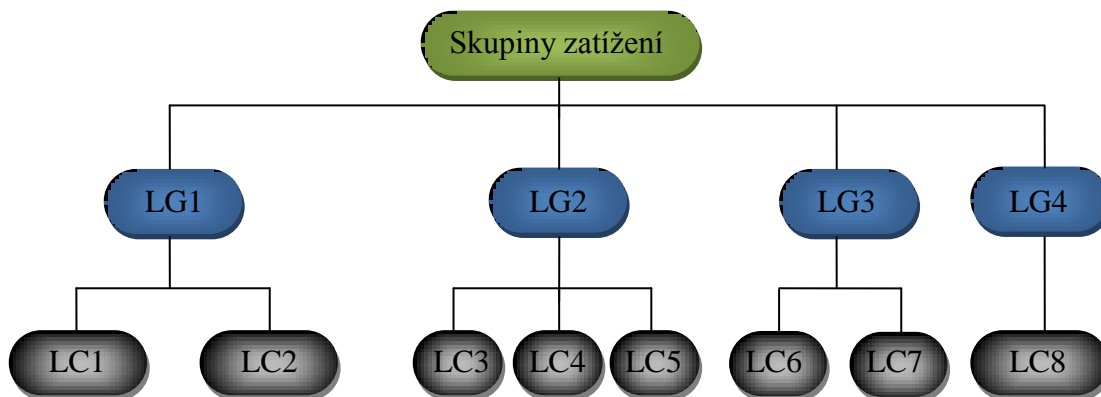 Skupiny zatížení
LG1
LG2
LG3
LG4
LC1
LC2
LC3
LC4
LC5
LC6
LC7
LC8